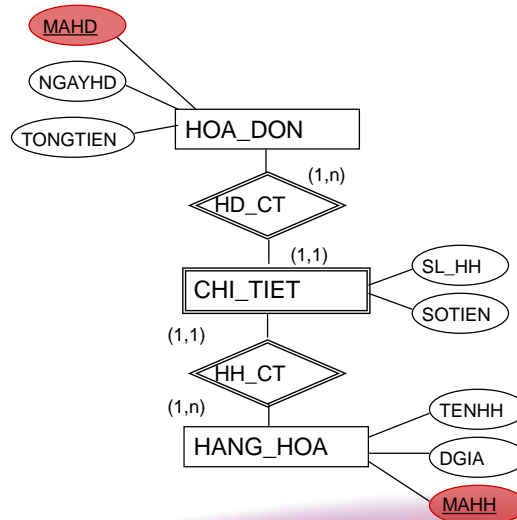 MAHD
NGAYHD
TONGTIEN
HOA_DON
(1,n)
HD_CT
(1,1)
CHI_TIET
SL_HH
SOTIEN
(1,1)
HH_CT
(1,n)
HANG_HOA
TENHH
DGIA
MAHH